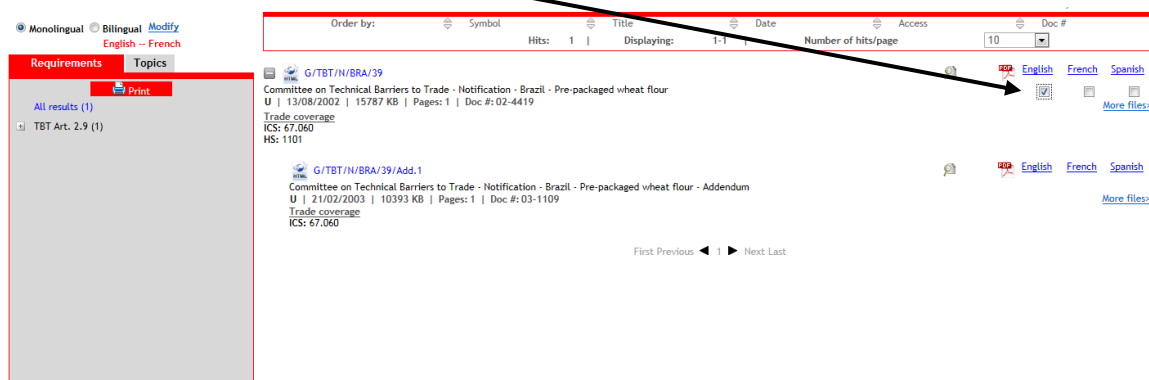 Monolingual Bilingual Modify
English -- French
Requirements Topics
Print
All results (1)
TBT Art. 2.9 (1)
Order by: Symbol Title Date Access Doc #
Hits: 1 | Displaying: 1-1 | Number of hits/page 10
HTML G/TBT/N/BRA/39 PDF English French Spanish
Committee on Technical Barriers to Trade - Notification - Brazil - Pre-packaged wheat flour
U | 13/08/2002 | 15787 KB | Pages: 1 | Doc #: 02-4419
More files»
Trade coverage
ICS: 67.060
HS: 1101
HTML G/TBT/N/BRA/39/Add.1 PDF English French Spanish
Committee on Technical Barriers to Trade - Notification - Brazil - Pre-packaged wheat flour - Addendum
U | 21/02/2003 | 10393 KB | Pages: 1 | Doc #: 03-1109
More files»
Trade coverage
ICS: 67.060
First Previous 1 Next Last